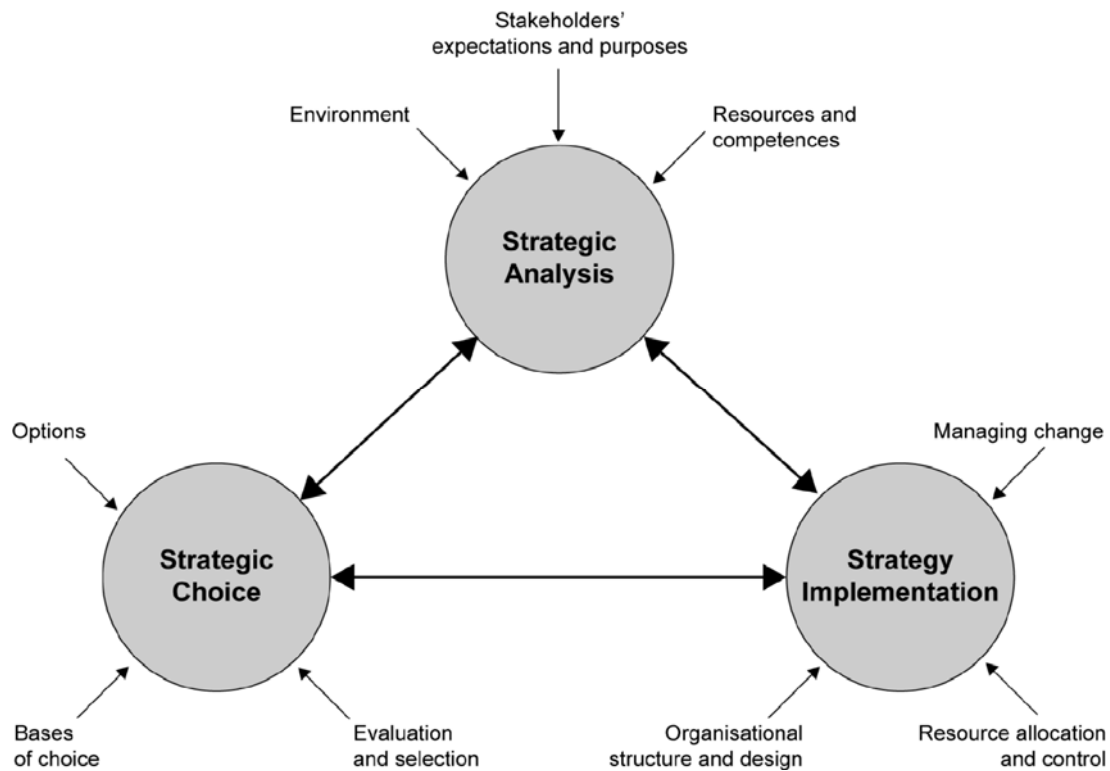 Stakeholders’
expectations and purposes
Environment
Resources and
competences
Strategic
Analysis
Options
Managing change
Strategic
Choice
Strategy
Implementation
Bases
of choice
Evaluation
and selection
Organisational
structure and design
Resource allocation
and control